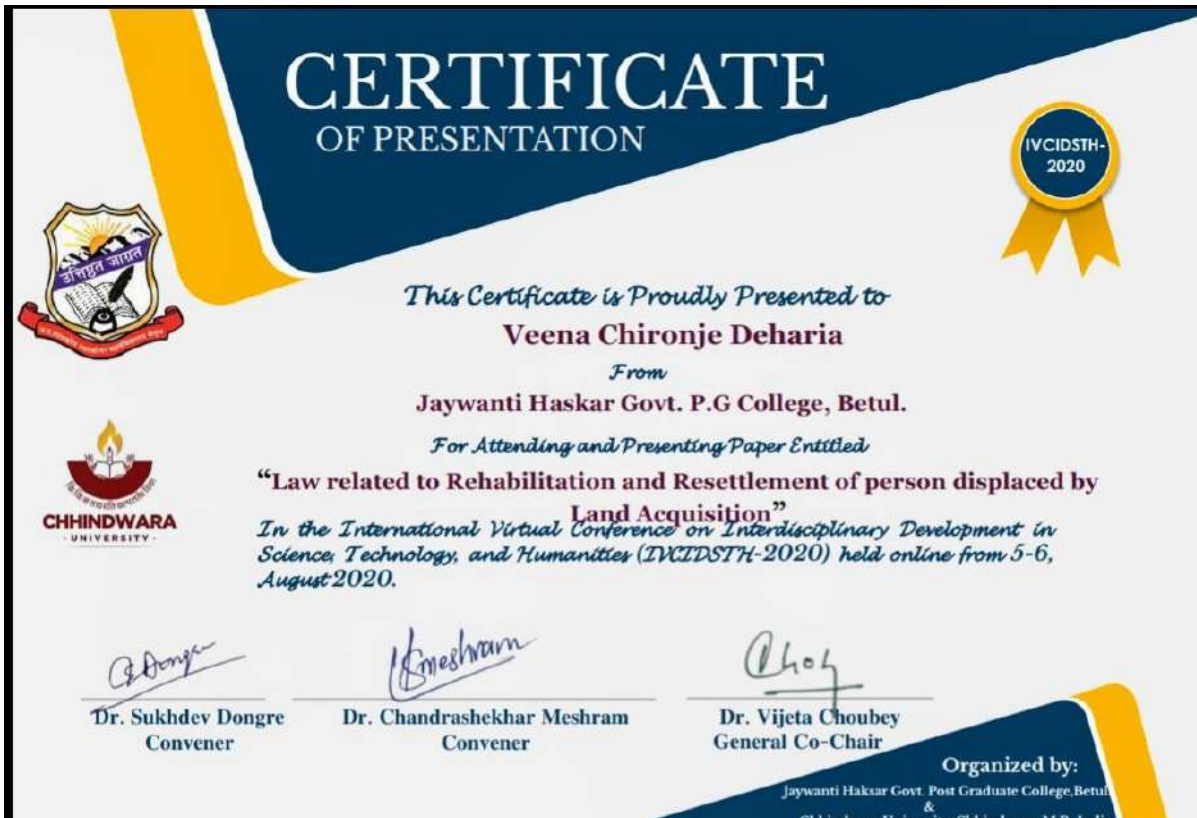 CERTIFICATE
OF PRESENTATION
IVCIDSTH-
2020
उत्तिष्ठत जाग्रत
This Certificate is Proudly Presented to
Veena Chironje Deharia
From
Jaywanti Haskar Govt. P.G College, Betul.
For Attending and Presenting Paper Entitled
“Law related to Rehabilitation and Resettlement of person displaced by
Land Acquisition”
In the International Virtual Conference on Interdisciplinary Development in
Science, Technology, and Humanities (IVCIDSTH-2020) held online from 5-6,
August 2020.
CHHINDWARA
· UNIVERSITY ·
Dr. Sukhdev Dongre
Convener
Dr. Chandrashekhar Meshram
Convener
Dr. Vijeta Choubey
General Co-Chair
Organized by:
Jaywanti Haksar Govt. Post Graduate College,Betul
&